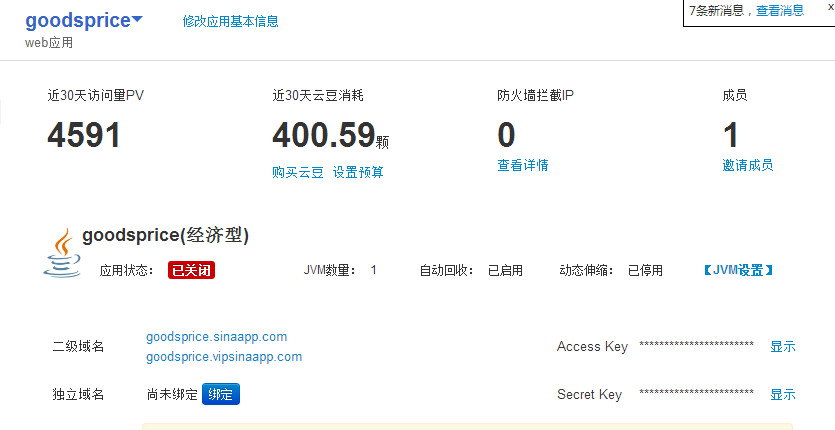 goodsprice 修改应用基本信息
7条新消息，查看消息 x
web应用
近30天访问量PV 近30天云豆消耗 防火墙拦截IP 成员
4591 400.59颗 0 1
购买云豆 设置预算 查看详情 邀请成员
goodsprice(经济型)
应用状态： 已关闭 JVM数量： 1 自动回收： 已启用 动态伸缩： 已停用 【JVM设置】
二级域名 goodsprice.sinaapp.com Access Key *********************** 显示
goodsprice.vipsinaapp.com
独立域名 尚未绑定 绑定 Secret Key *********************** 显示